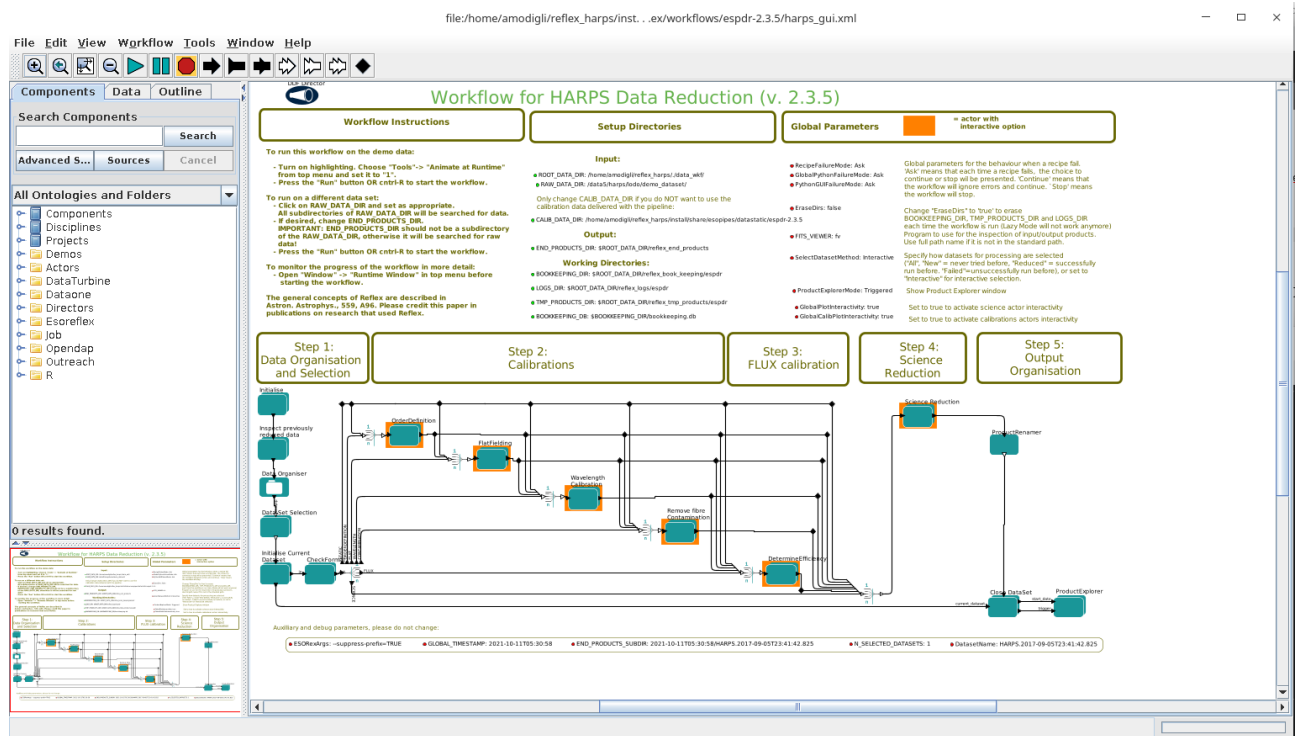 file:/home/amodigli/reflex_harps/inst. . .ex/workflows/espdr-2.3.5/harps_gui.xml
File Edit View Workflow Tools Window Help
Components Data Outline
Search Components
Search
Advanced S... Sources Cancel
All Ontologies and Folders
Components
Disciplines
Projects
Demos
Actors
DataTurbine
Dataone
Directors
Esoreflex
Job
Opendap
Outreach
R
0 results found.
DDF Director
Workflow for HARPS Data Reduction (v. 2.3.5)
Workflow Instructions
Setup Directories
Global Parameters
= actor with
interactive option
To run this workflow on the demo data:
- Turn on highlighting. Choose "Tools"-> "Animate at Runtime"
from top menu and set it to "1".
- Press the "Run" button OR cntrl-R to start the workflow.
To run on a different data set:
- Click on RAW_DATA_DIR and set as appropriate.
All subdirectories of RAW_DATA_DIR will be searched for data.
- If desired, change END_PRODUCTS_DIR.
IMPORTANT: END_PRODUCTS_DIR should not be a subdirectory
of the RAW_DATA_DIR, otherwise it will be searched for raw
data!
- Press the "Run" button OR cntrl-R to start the workflow.
To monitor the progress of the workflow in more detail:
- Open "Window" -> "Runtime Window" in top menu before
starting it.
The general concepts of Reflex are described in
Astron. Astrophys., 559, A96. Please credit this paper in
publications on research that used Reflex.
Input:
ROOT_DATA_DIR: /home/amodigli/reflex_harps/./data_wkf/
RAW_DATA_DIR: /data5/harps/lodo/demo_dataset/
Only change CALIB_DATA_DIR if you do NOT want to use the
calibration data delivered with the pipeline:
CALIB_DATA_DIR: /home/amodigli/reflex_harps/install/share/esopipes/datastatic/espdr-2.3.5
Output:
END_PRODUCTS_DIR: $ROOT_DATA_DIR/reflex_end_products
Working Directories:
BOOKKEEPING_DIR: $ROOT_DATA_DIR/reflex_book_keeping/espdr
LOGS_DIR: $ROOT_DATA_DIR/reflex_logs/espdr
TMP_PRODUCTS_DIR: $ROOT_DATA_DIR/reflex_tmp_products/espdr
BOOKKEEPING_DB: $BOOKKEEPING_DIR/bookkeeping.db
RecipeFailureMode: Ask
GlobalPythonFailureMode: Ask
PythonGUIFailureMode: Ask
EraseDirs: false
FITS_VIEWER: fv
SelectDatasetMethod: Interactive
ProductExplorerMode: Triggered
GlobalPlotInteractivity: true
GlobalCalibPlotInteractivity: true
Global parameters for the behaviour when a recipe fail.
'Ask' means that each time a recipe fails, the choice to
continue or stop wil be presented. 'Continue' means that
the workflow will ignore errors and continue. `Stop' means
the workflow will stop.
Change "EraseDirs" to 'true' to erase
BOOKKEEPING_DIR, TMP_PRODUCTS_DIR and LOGS_DIR
each time the workflow is run (Lazy Mode will not work anymore)
Program to use for the inspection of input/output products.
Use full path name if it is not in the standard path.
Specify how datasets for processing are selected
("All", "New" = never tried before, "Reduced" = successfully
run before. "Failed"=unsuccessfully run before), or set to
"Interactive" for interactive selection.
Show Product Explorer window
Set to true to activate science actor interactivity
Set to true to activate calibrations actors interactivity
Step 1:
Data Organisation
and Selection
Step 2:
Calibrations
Step 3:
FLUX calibration
Step 4:
Science
Reduction
Step 5:
Output
Organisation
Initialise
Inspect previously
reduced data
Data Organiser
DataSet Selection
Initialise Current
Dataset
CheckForm
OrderDefinition
FlatFielding
Wavelength
Calibration
Remove fibre
Contamination
DetermineEfficiency
Science Reduction
ProductRenamer
Close DataSet
ProductExplorer
current_dataset
start_data
trigger
Auxiliary and debug parameters, please do not change:
ESORexArgs: --suppress-prefix=TRUE
GLOBAL_TIMESTAMP: 2021-10-11T05:30:58
END_PRODUCTS_SUBDIR: 2021-10-11T05:30:58/HARPS.2017-09-05T23:41:42.825
N_SELECTED_DATASETS: 1
DatasetName: HARPS.2017-09-05T23:41:42.825